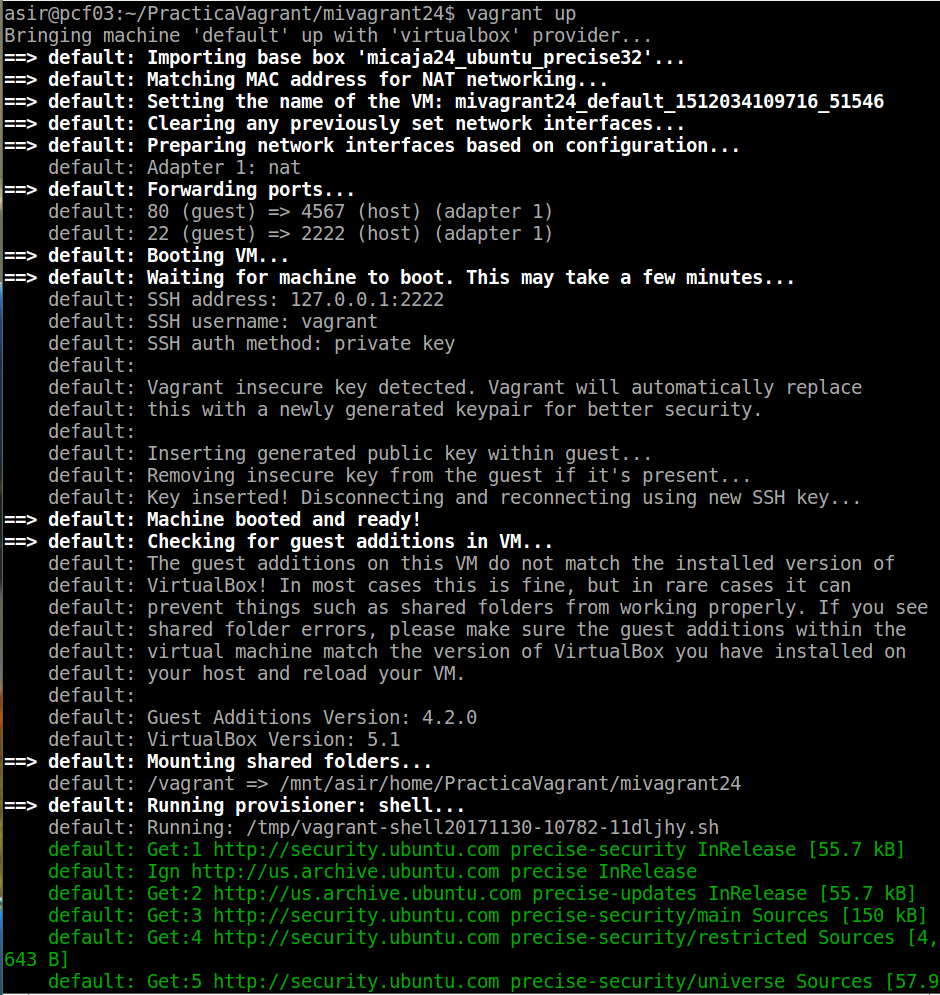 asir@pcf03:~/PracticaVagrant/mivagrant24$ vagrant up
Bringing machine 'default' up with 'virtualbox' provider...
==> default: Importing base box 'micaja24_ubuntu_precise32'...
==> default: Matching MAC address for NAT networking...
==> default: Setting the name of the VM: mivagrant24_default_1512034109716_51546
==> default: Clearing any previously set network interfaces...
==> default: Preparing network interfaces based on configuration...
    default: Adapter 1: nat
==> default: Forwarding ports...
    default: 80 (guest) => 4567 (host) (adapter 1)
    default: 22 (guest) => 2222 (host) (adapter 1)
==> default: Booting VM...
==> default: Waiting for machine to boot. This may take a few minutes...
    default: SSH address: 127.0.0.1:2222
    default: SSH username: vagrant
    default: SSH auth method: private key
    default:
    default: Vagrant insecure key detected. Vagrant will automatically replace
    default: this with a newly generated keypair for better security.
    default:
    default: Inserting generated public key within guest...
    default: Removing insecure key from the guest if it's present...
    default: Key inserted! Disconnecting and reconnecting using new SSH key...
==> default: Machine booted and ready!
==> default: Checking for guest additions in VM...
    default: The guest additions on this VM do not match the installed version of
    default: VirtualBox! In most cases this is fine, but in rare cases it can
    default: prevent things such as shared folders from working properly. If you see
    default: shared folder errors, please make sure the guest additions within the
    default: virtual machine match the version of VirtualBox you have installed on
    default: your host and reload your VM.
    default:
    default: Guest Additions Version: 4.2.0
    default: VirtualBox Version: 5.1
==> default: Mounting shared folders...
    default: /vagrant => /mnt/asir/home/PracticaVagrant/mivagrant24
==> default: Running provisioner: shell...
    default: Running: /tmp/vagrant-shell20171130-10782-11dljhy.sh
    default: Get:1 http://security.ubuntu.com precise-security InRelease [55.7 kB]
    default: Ign http://us.archive.ubuntu.com precise InRelease
    default: Get:2 http://us.archive.ubuntu.com precise-updates InRelease [55.7 kB]
    default: Get:3 http://security.ubuntu.com precise-security/main Sources [150 kB]
    default: Get:4 http://security.ubuntu.com precise-security/restricted Sources [4,
643 B]
    default: Get:5 http://security.ubuntu.com precise-security/universe Sources [57.9